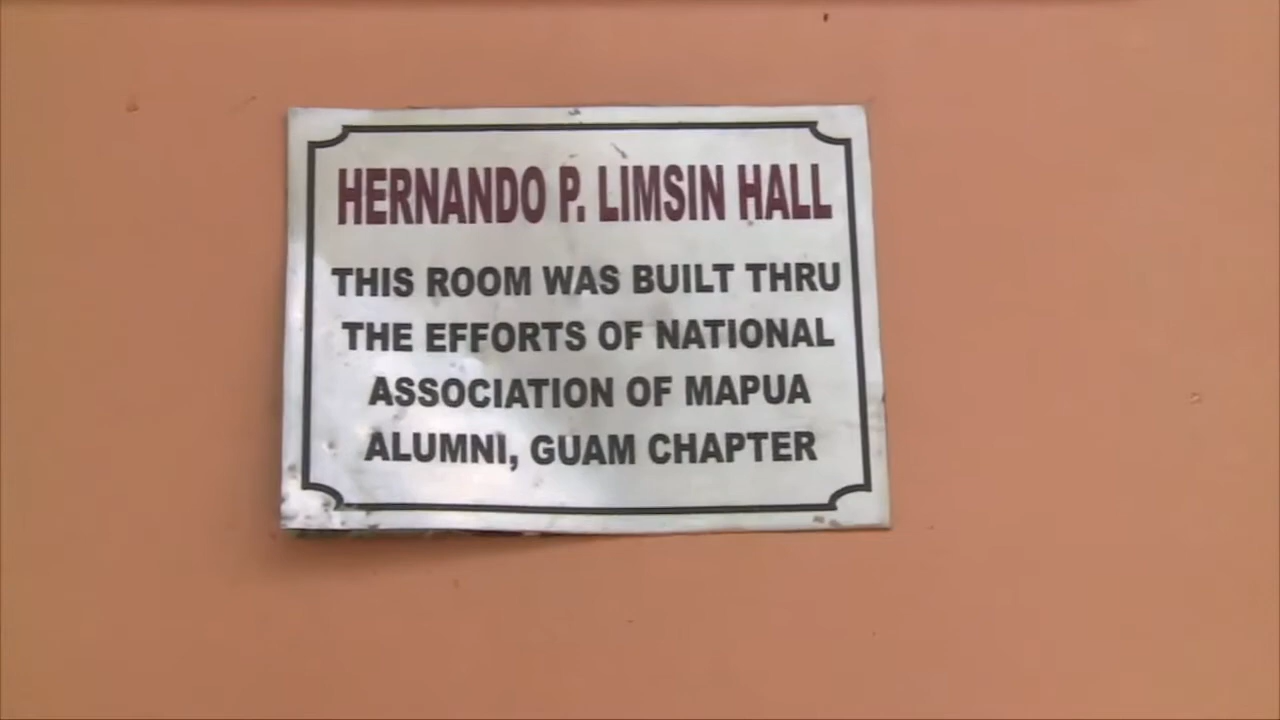 HERNANDO P. LIMSIN HALL
THIS ROOM WAS BUILT THRU
THE EFFORTS OF NATIONAL
ASSOCIATION OF MAPUA
ALUMNI, GUAM CHAPTER